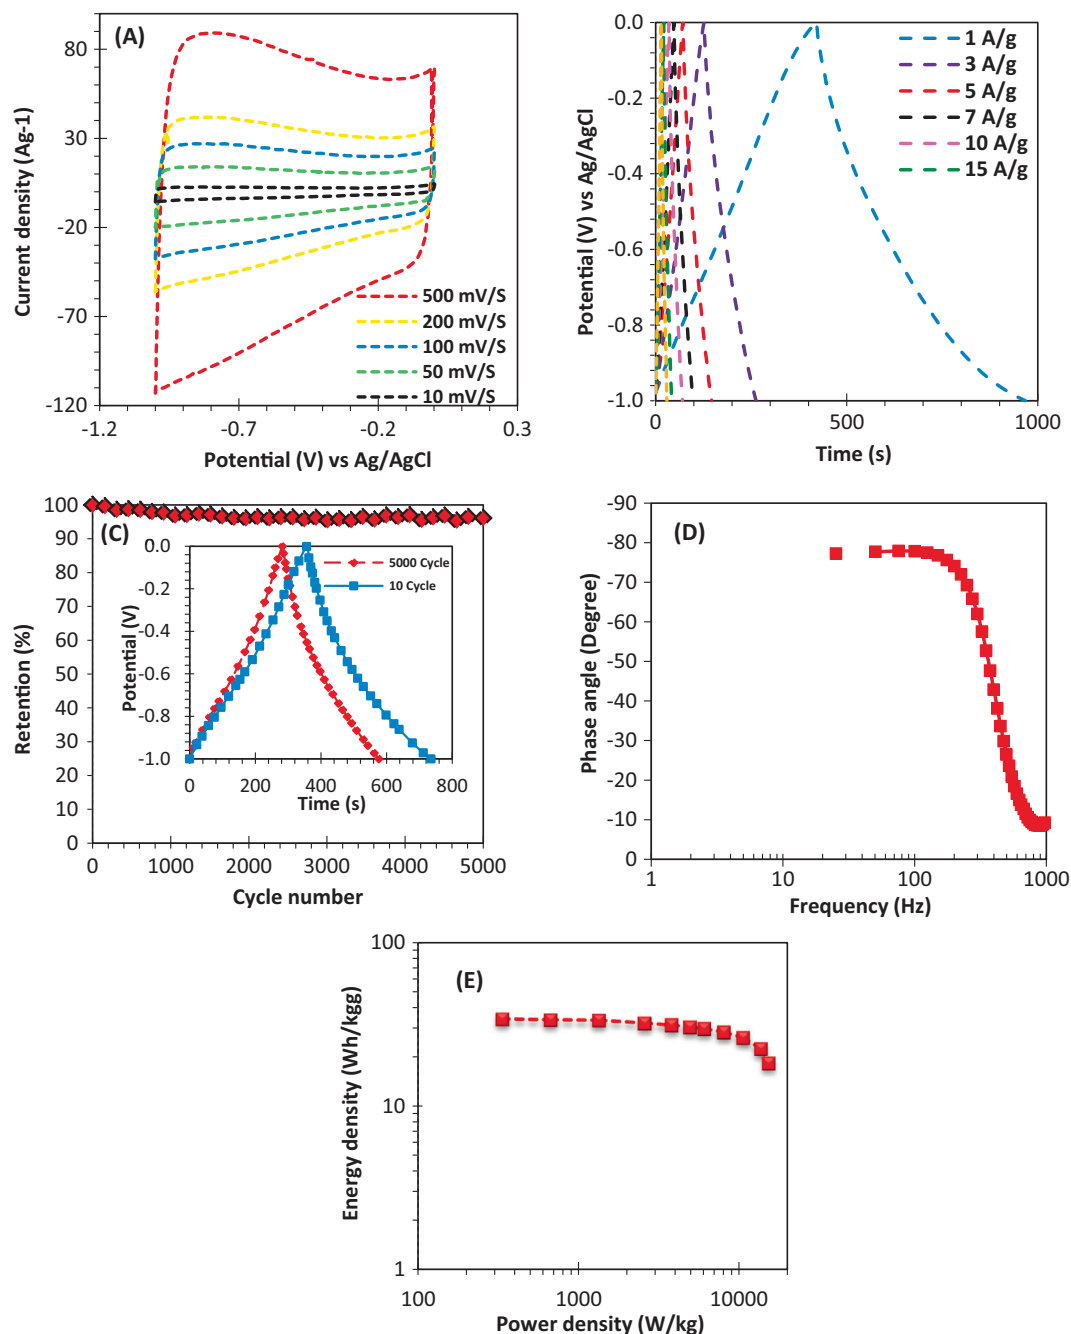 (A)
Current density (Ag-1)
80
30
-20
-70
-120
-1.2
-0.7
-0.2
0.3
500 mV/S
200 mV/S
100 mV/S
50 mV/S
10 mV/S
Potential (V) vs Ag/AgCl
Potential (V) vs Ag/AgCl
0.0
-0.2
-0.4
-0.6
-0.8
-1.0
0
500
1000
1 A/g
3 A/g
5 A/g
7 A/g
10 A/g
15 A/g
Time (s)
(C)
Retention (%)
100
90
80
70
60
50
40
30
20
10
0
0
1000
2000
3000
4000
5000
Cycle number
Potential (V)
0.0
-0.2
-0.4
-0.6
-0.8
-1.0
0
200
400
600
800
Time (s)
5000 Cycle
10 Cycle
(D)
Phase angle (Degree)
-90
-80
-70
-60
-50
-40
-30
-20
-10
0
1
10
100
1000
Frequency (Hz)
(E)
Energy density (Wh/kgg)
100
10
1
100
1000
10000
Power density (W/kg)